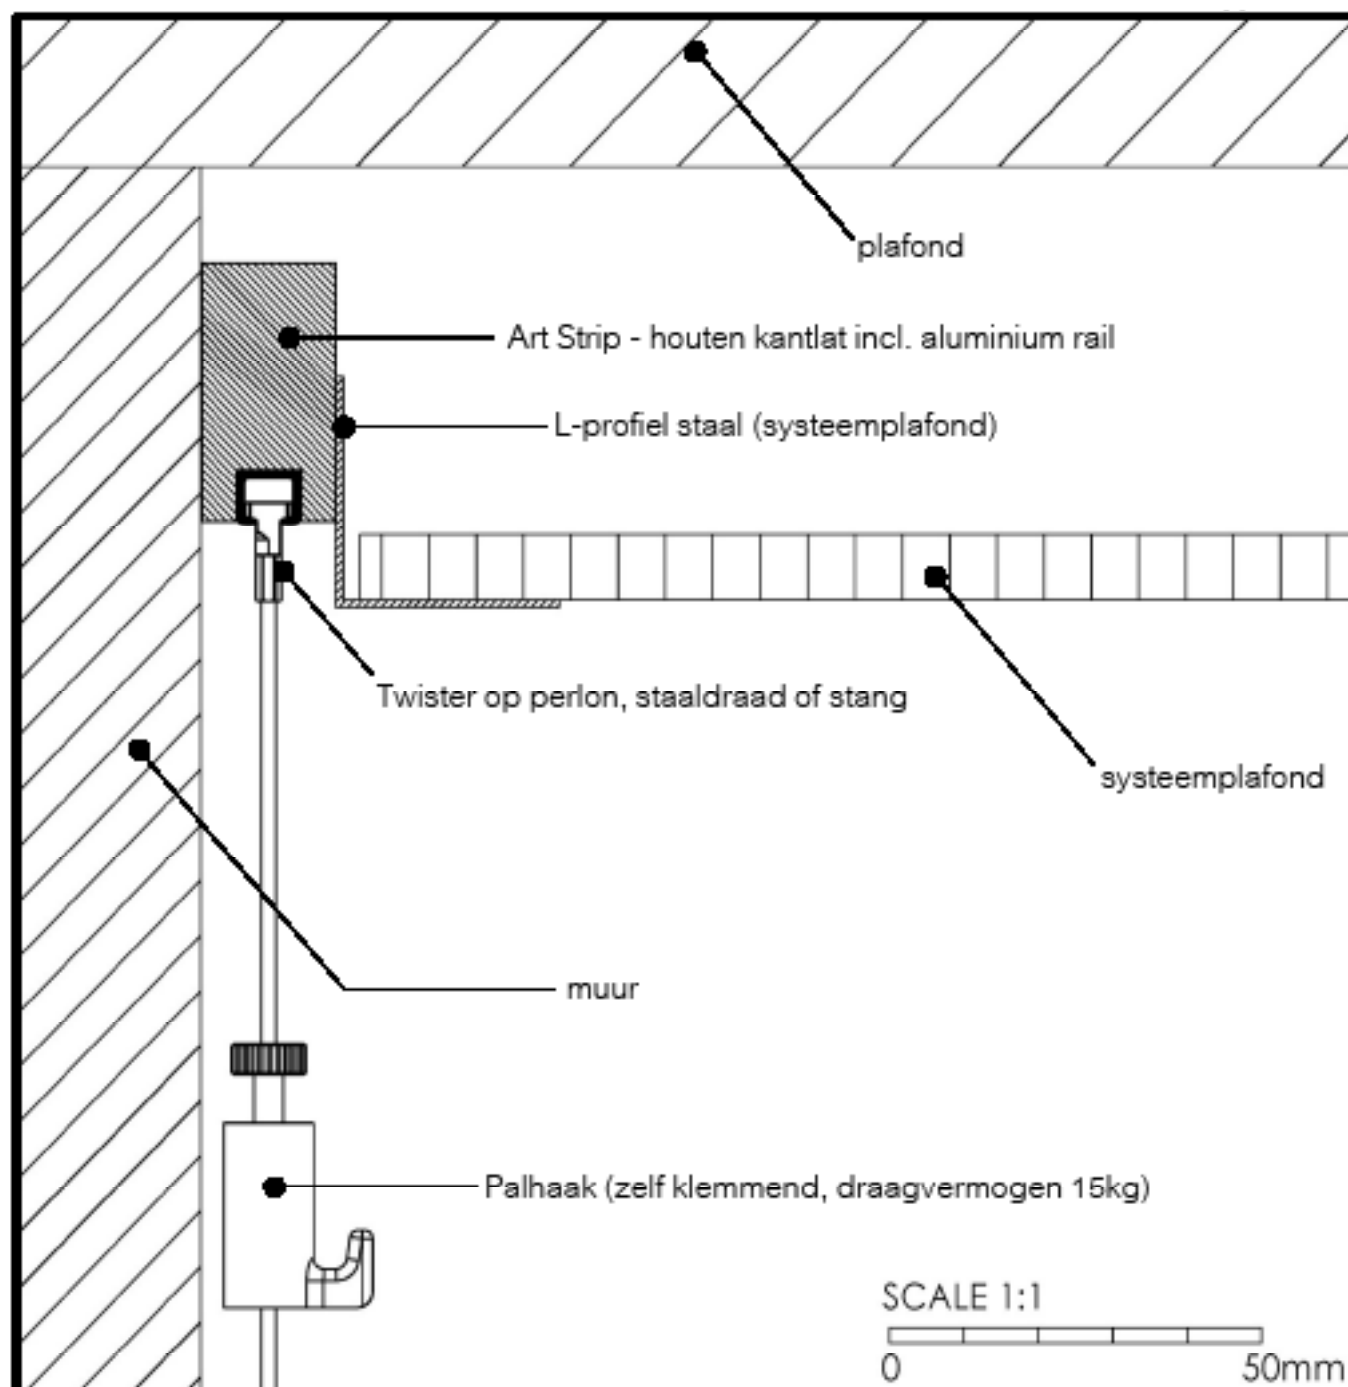 plafond
Art Strip - houten kantlat incl. aluminium rail
L-profiel staal (systeemplafond)
Twister op perlon, staaldraad of stang
systeemplafond
muur
Palhaak (zelf klemmend, draagvermogen 15kg)
SCALE 1:1
0 50mm